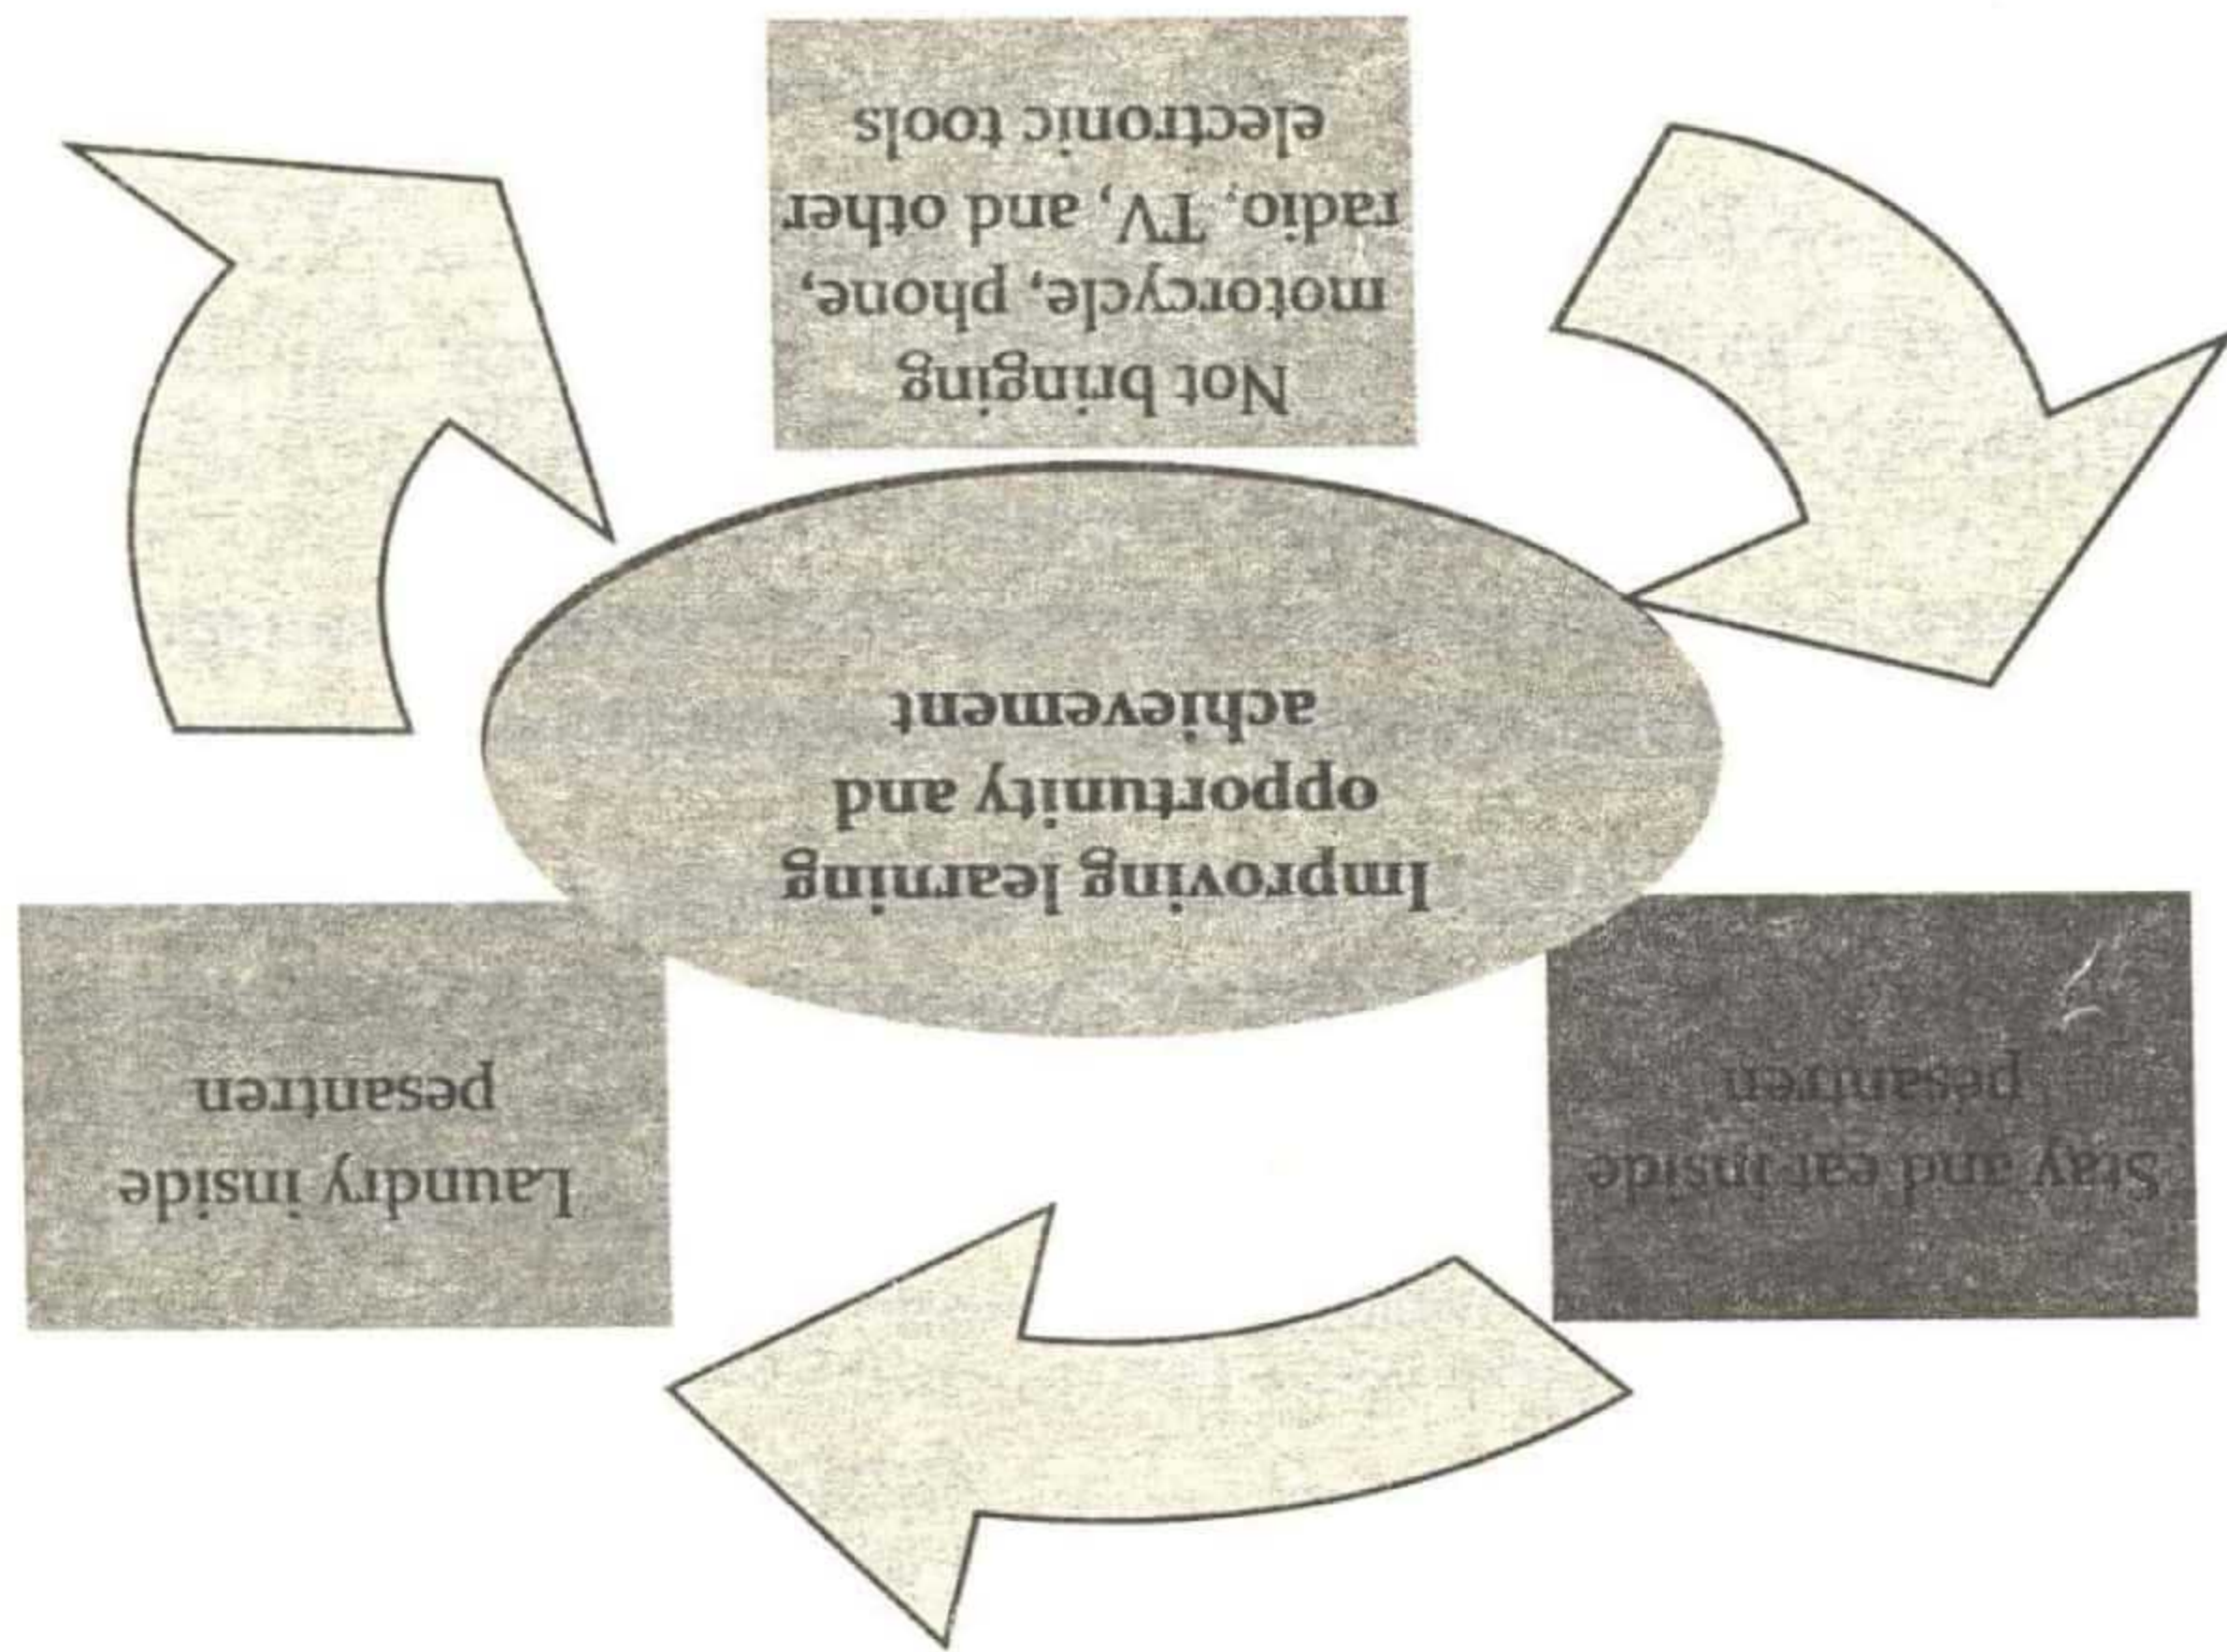 Stay and eat inside
pesantren
Laundry inside
pesantren
Improving learning
opportunity and
achievement
Not bringing
motorcycle, phone,
radio, TV, and other
electronic tools